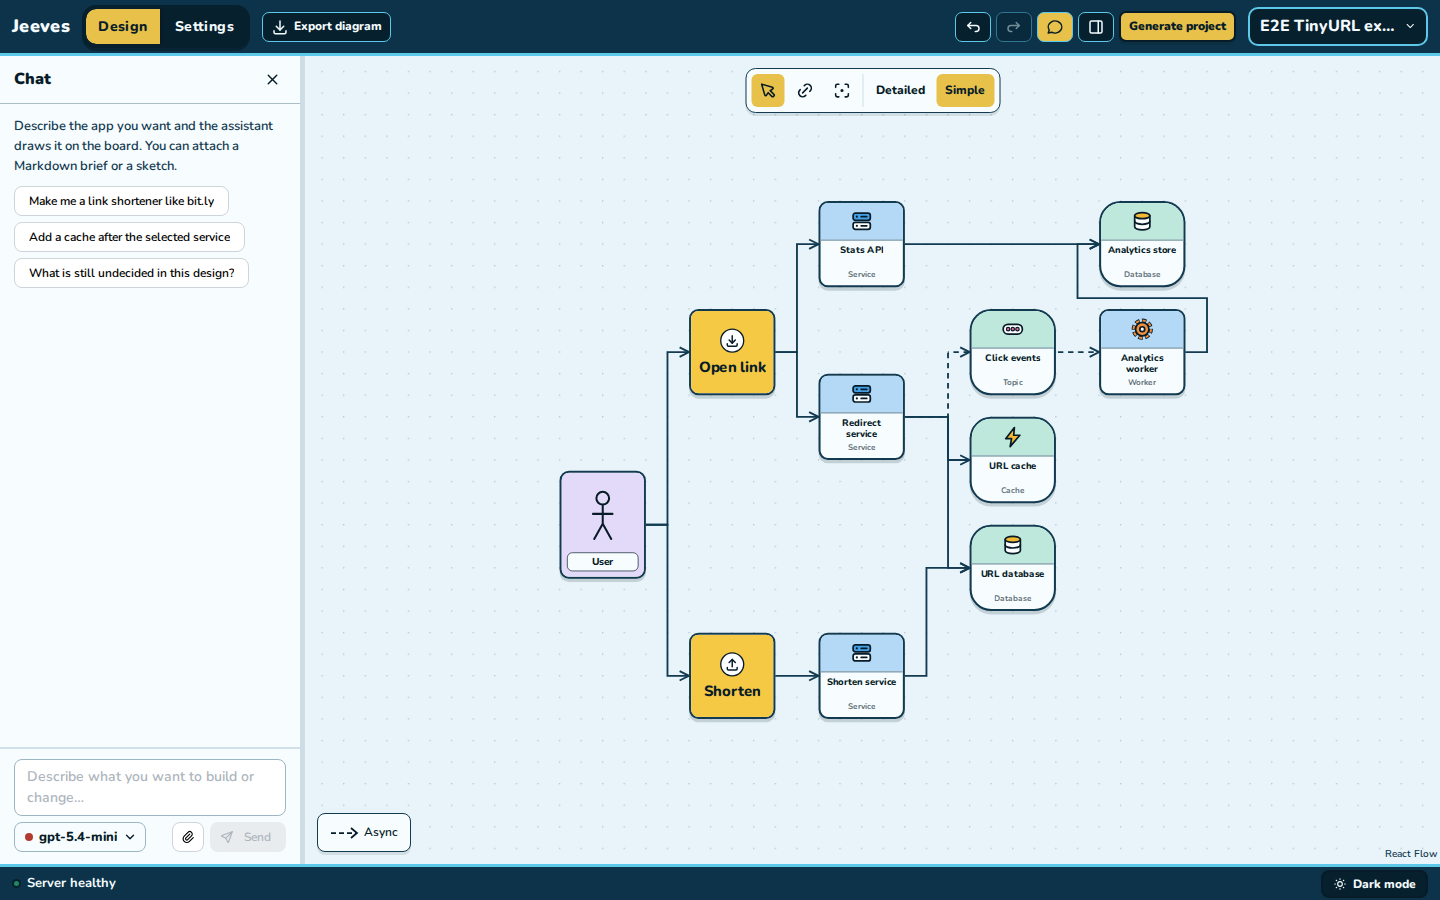 Jeeves
Design
Settings
Export diagram
Generate project
E2E TinyURL ex...
Chat
Describe the app you want and the assistant
draws it on the board. You can attach a
Markdown brief or a sketch.
Make me a link shortener like bit.ly
Add a cache after the selected service
What is still undecided in this design?
Detailed
Simple
Stats API
Service
Analytics store
Database
Open link
Click events
Topic
Analytics
worker
Worker
Redirect
service
Service
URL cache
Cache
User
URL database
Database
Shorten
Shorten service
Service
Describe what you want to build or
change...
gpt-5.4-mini
Send
Async
React Flow
Server healthy
Dark mode